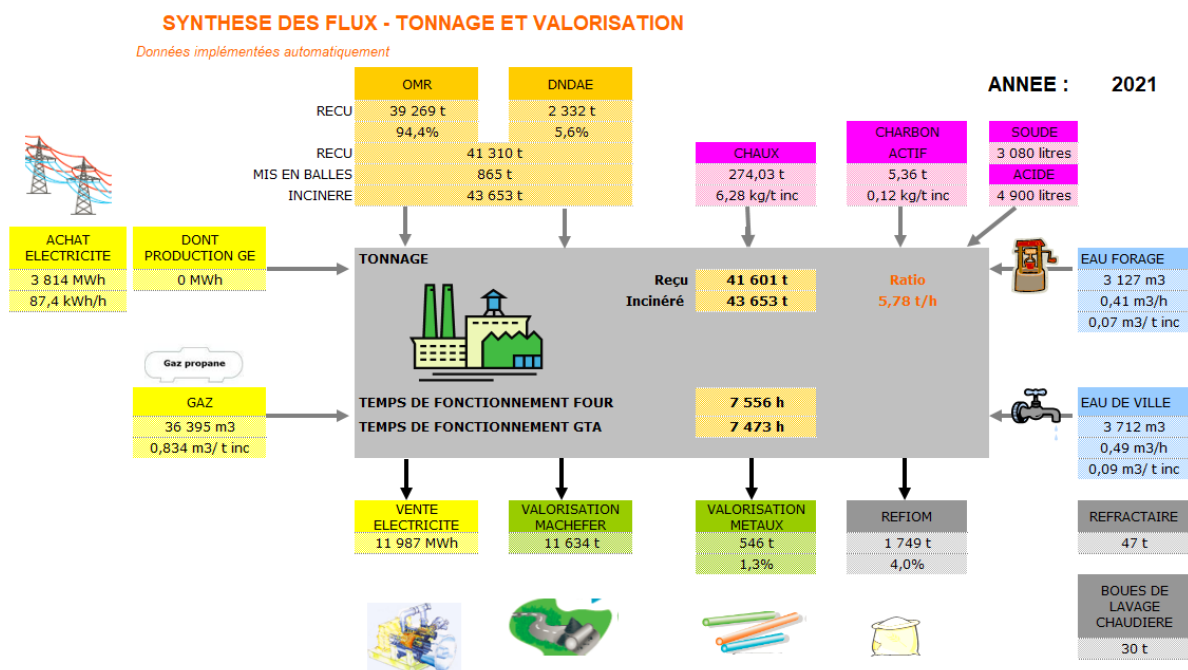 SYNTHESE DES FLUX - TONNAGE ET VALORISATION
Données implémentées automatiquement
ANNEE : 2021
OMR DNDAE
RECU 39 269 t 2 332 t
94,4% 5,6%
RECU 41 310 t
MIS EN BALLES 865 t
INCINERE 43 653 t
CHAUX
274,03 t
6,28 kg/t inc
CHARBON
ACTIF
5,36 t
0,12 kg/t inc
SOUDE
3 080 litres
ACIDE
4 900 litres
ACHAT
ELECTRICITE
3 814 MWh
87,4 kWh/h
DONT
PRODUCTION GE
0 MWh
TONNAGE
Reçu 41 601 t Ratio
Incinéré 43 653 t 5,78 t/h
EAU FORAGE
3 127 m3
0,41 m3/h
0,07 m3/ t inc
Gaz propane
GAZ
36 395 m3
0,834 m3/ t inc
TEMPS DE FONCTIONNEMENT FOUR 7 556 h
TEMPS DE FONCTIONNEMENT GTA 7 473 h
EAU DE VILLE
3 712 m3
0,49 m3/h
0,09 m3/ t inc
VENTE
ELECTRICITE
11 987 MWh
VALORISATION
MACHEFER
11 634 t
VALORISATION
METAUX
546 t
1,3%
REFIOM
1 749 t
4,0%
REFRACTAIRE
47 t
BOUES DE
LAVAGE
CHAUDIERE
30 t